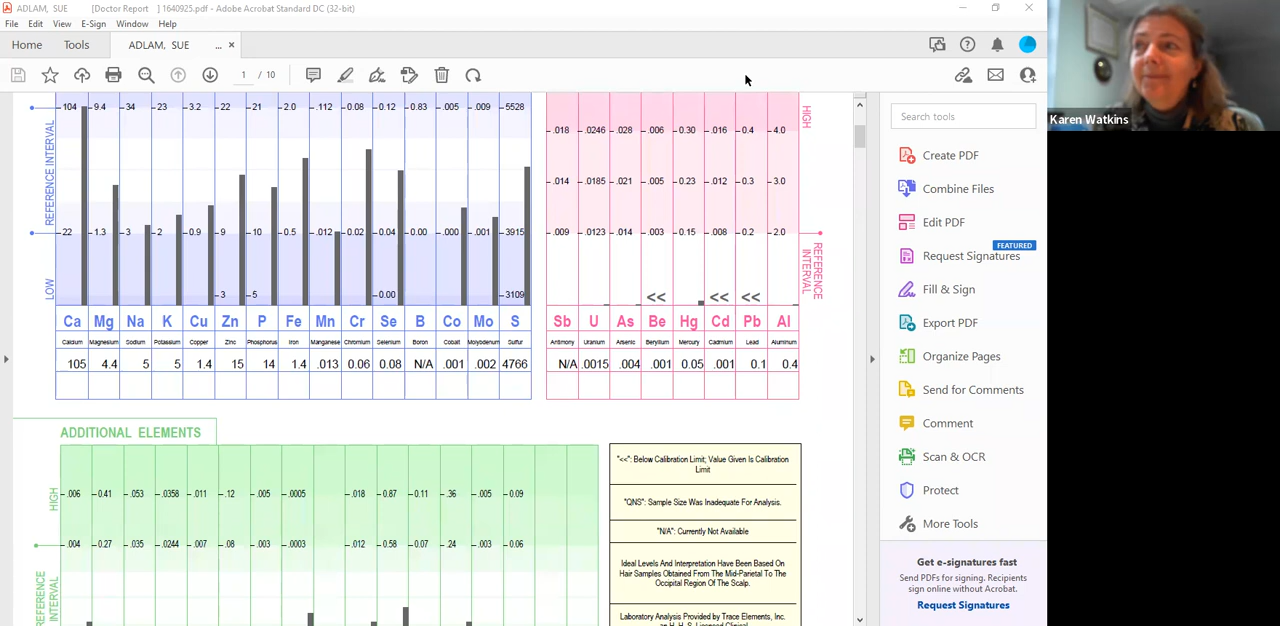 ADLAM, SUE [Doctor Report ] 1640925.pdf - Adobe Acrobat Standard DC (32-bit)
File Edit View E-Sign Window Help
Home Tools ADLAM, SUE ... ×
1 / 10
Karen Watkins
104 9.4 34 23 3.2 22 21 2.0 .112 0.08 0.12 0.83 .005 .009 5528
REFERENCE INTERVAL
22 1.3 3 2 0.9 9 10 0.5 .012 0.02 0.04 0.00 .000 .001 3915
LOW
3 5 0.00 3109
Ca Mg Na K Cu Zn P Fe Mn Cr Se B Co Mo S
Calcium Magnesium Sodium Potassium Copper Zinc Phosphorus Iron Manganese Chromium Selenium Boron Cobalt Molybdenum Sulfur
105 4.4 5 5 1.4 15 14 1.4 .013 0.06 0.08 N/A .001 .002 4766
HIGH
.018 .0246 .028 .006 0.30 .016 0.4 4.0
.014 .0185 .021 .005 0.23 .012 0.3 3.0
.009 .0123 .014 .003 0.15 .008 0.2 2.0
REFERENCE INTERVAL
<< << <<
Sb U As Be Hg Cd Pb Al
Antimony Uranium Arsenic Beryllium Mercury Cadmium Lead Aluminum
N/A .0015 .004 .001 0.05 .001 0.1 0.4
ADDITIONAL ELEMENTS
HIGH
.006 0.41 .053 .0358 .011 .12 .005 .0005 .018 0.87 0.11 .36 .005 0.09
.004 0.27 .035 .0244 .007 .08 .003 .0003 .012 0.58 0.07 .24 .003 0.06
REFERENCE INTERVAL
"<<": Below Calibration Limit; Value Given Is Calibration
Limit
"QNS": Sample Size Was Inadequate For Analysis.
"N/A": Currently Not Available
Ideal Levels And Interpretation Have Been Based On
Hair Samples Obtained From The Mid-Parietal To The
Occipital Region Of The Scalp.
Laboratory Analysis Provided by Trace Elements, Inc.
an H. H. S. Licensed Clinical
Search tools
Create PDF
Combine Files
Edit PDF
FEATURED
Request Signatures
Fill & Sign
Export PDF
Organize Pages
Send for Comments
Comment
Scan & OCR
Protect
More Tools
Get e-signatures fast
Send PDFs for signing. Recipients
sign online without Acrobat.
Request Signatures